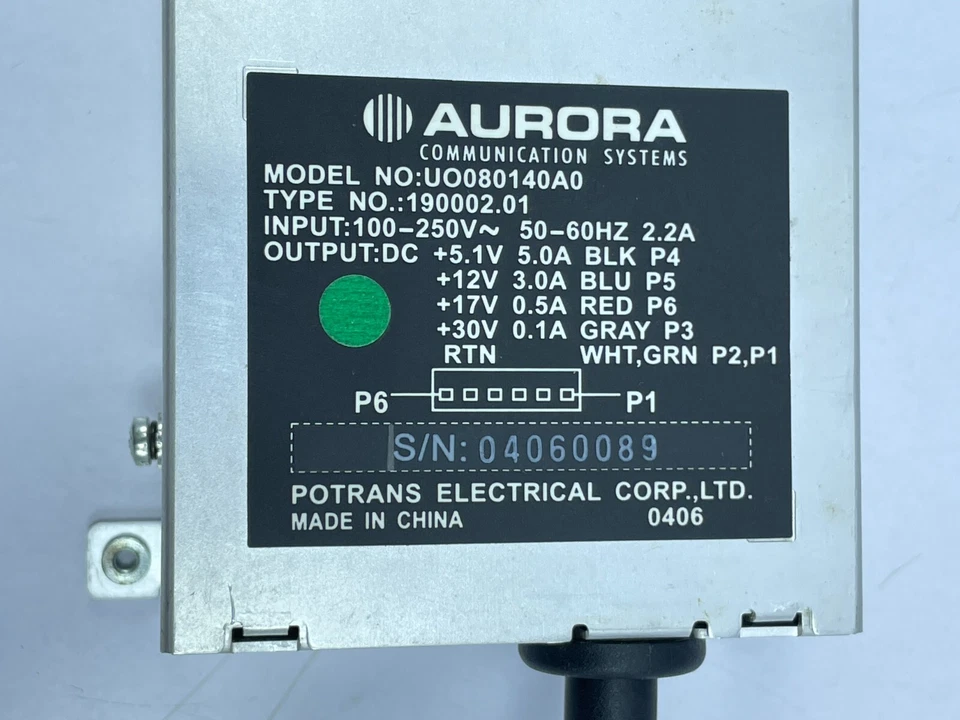 AURORA
COMMUNICATION SYSTEMS
MODEL NO:UO080140A0
TYPE NO.:190002.01
INPUT:100-250V~ 50-60HZ 2.2A
OUTPUT:DC +5.1V 5.0A BLK P4
+12V 3.0A BLU P5
+17V 0.5A RED P6
+30V 0.1A GRAY P3
RTN WHT,GRN P2,P1
P6 P1
S/N: 04060089
POTRANS ELECTRICAL CORP.,LTD.
MADE IN CHINA 0406